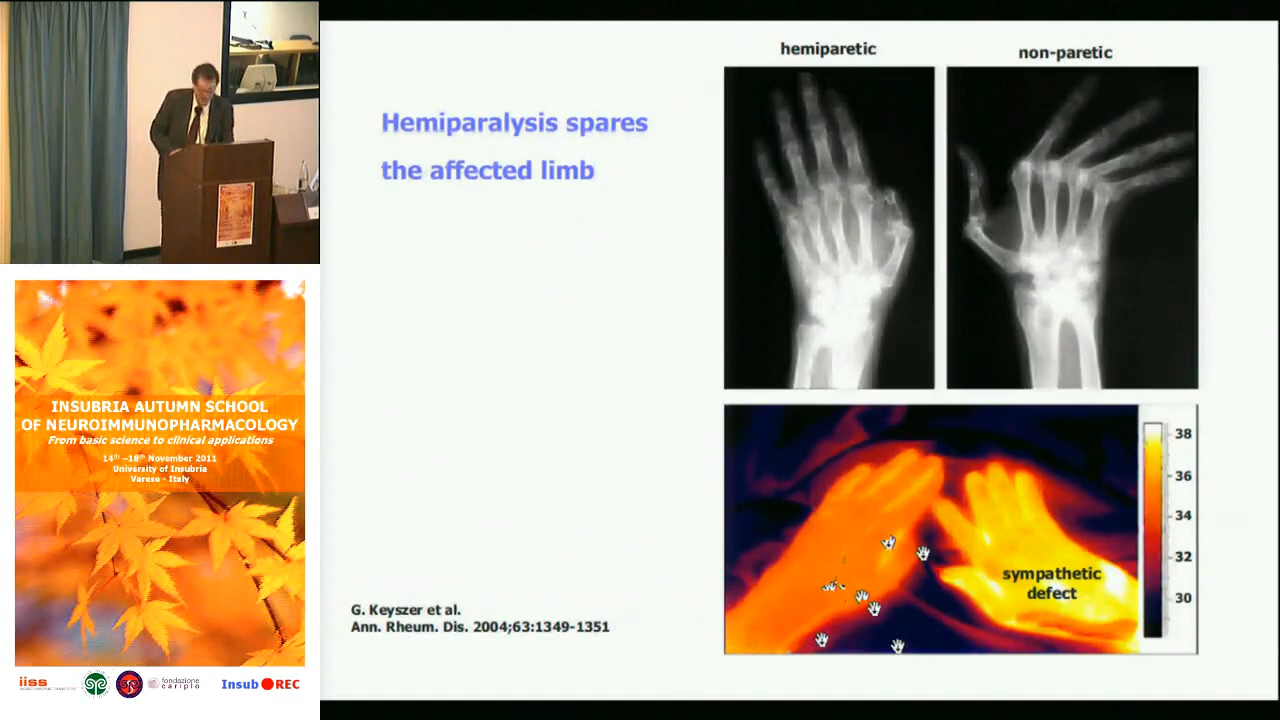 hemiparetic
non-paretic
Hemiparalysis spares
the affected limb
38
36
34
32
30
sympathetic
defect
G. Keyszer et al.
Ann. Rheum. Dis. 2004;63:1349-1351
INSUBRIA AUTUMN SCHOOL
OF NEUROIMMUNOPHARMACOLOGY
From basic science to clinical applications
14th –18th November 2011
University of Insubria
Varese - Italy
iiss
fondazione
cariplo
Insub REC